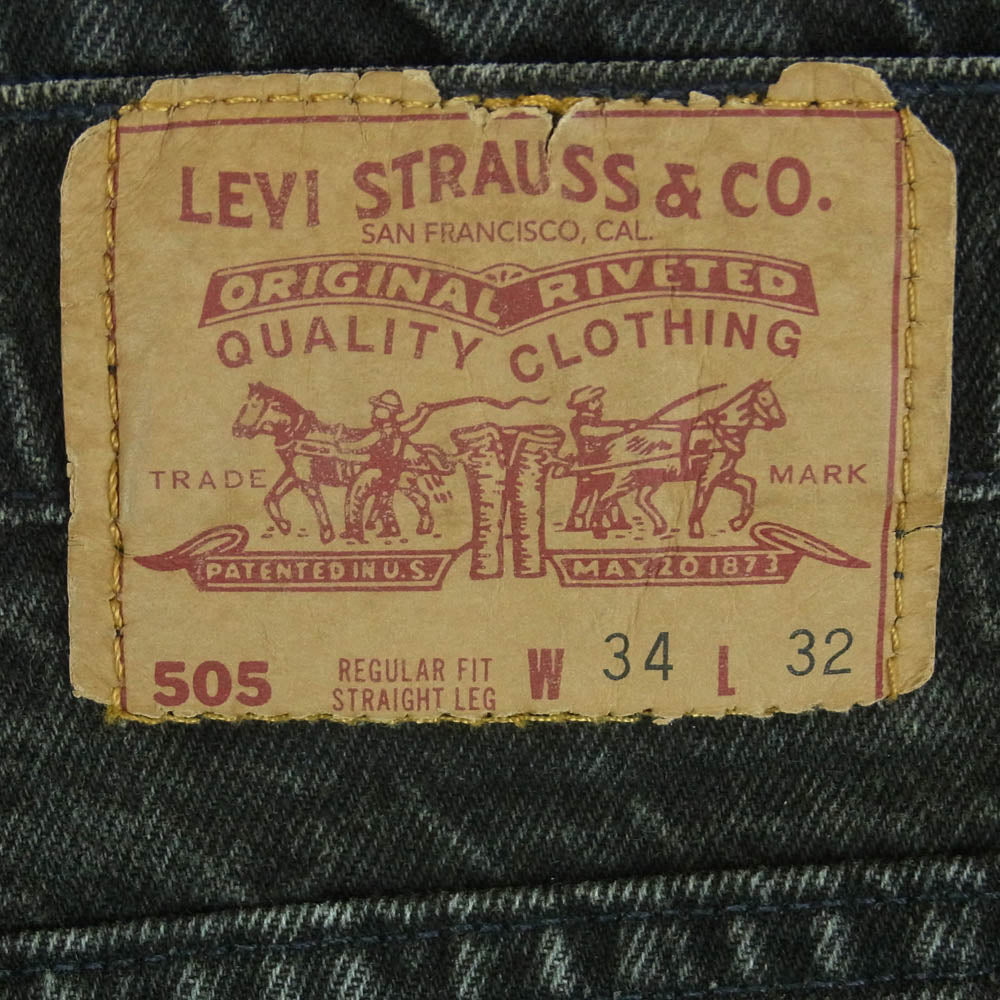 LEVI STRAUSS & CO.
SAN FRANCISCO, CAL.
ORIGINAL RIVETED
QUALITY CLOTHING
TRADE MARK
PATENTED IN U.S. MAY 20 1873
505 REGULAR FIT W 34 L 32
STRAIGHT LEG